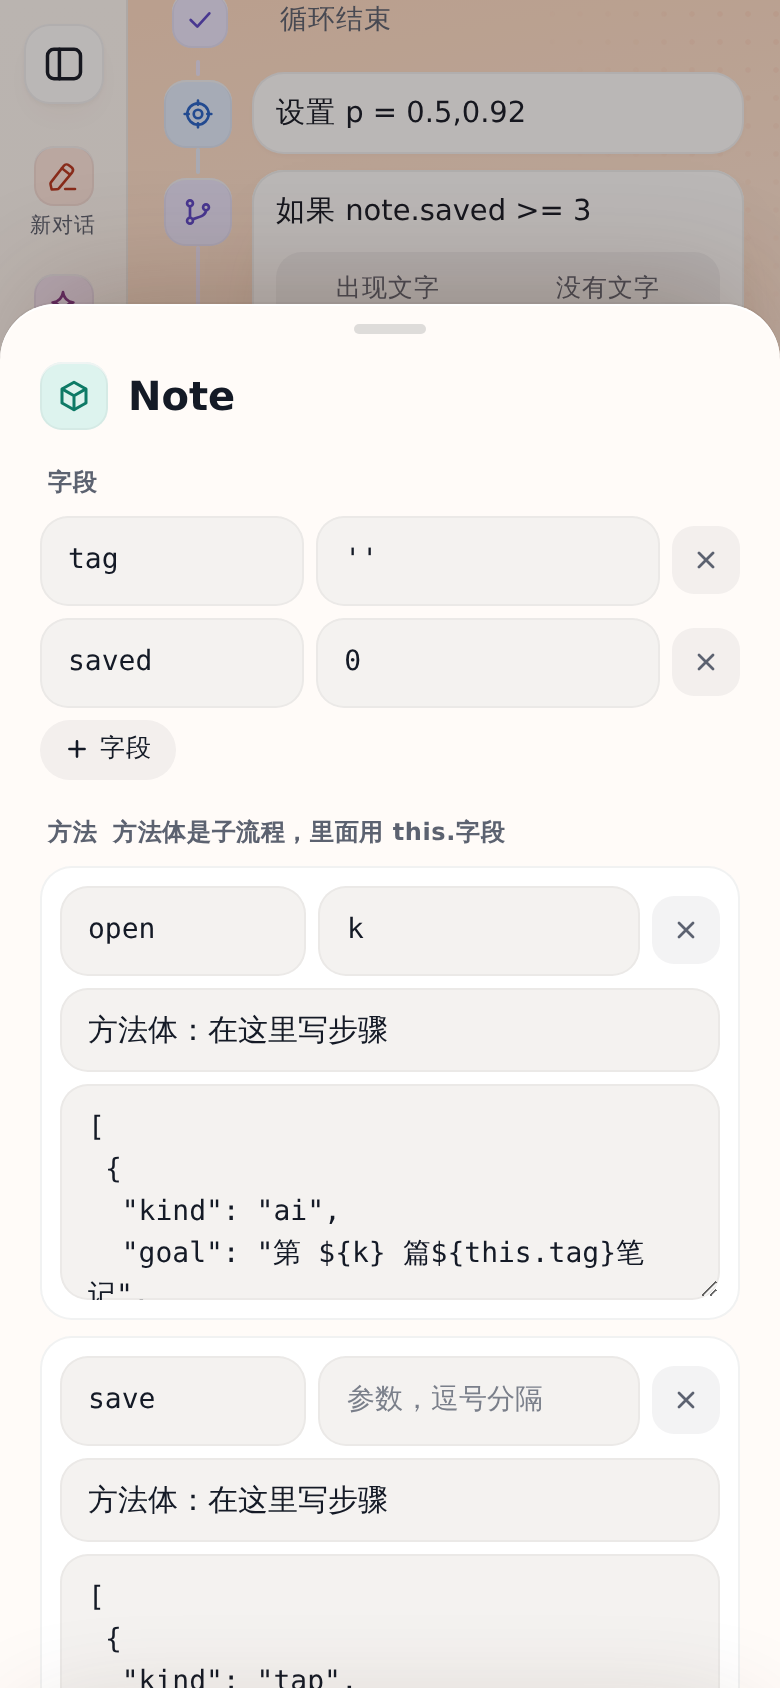 循环结束
设置 p = 0.5,0.92
新对话
如果 note.saved >= 3
出现文字 没有文字
Note
字段
tag ''
saved 0
+ 字段
方法 方法体是子流程，里面用 this.字段
open k
方法体：在这里写步骤
[
{
"kind": "ai",
"goal": "第 ${k} 篇${this.tag}笔
记",
save 参数，逗号分隔
方法体：在这里写步骤
[
{
"kind": "tap",